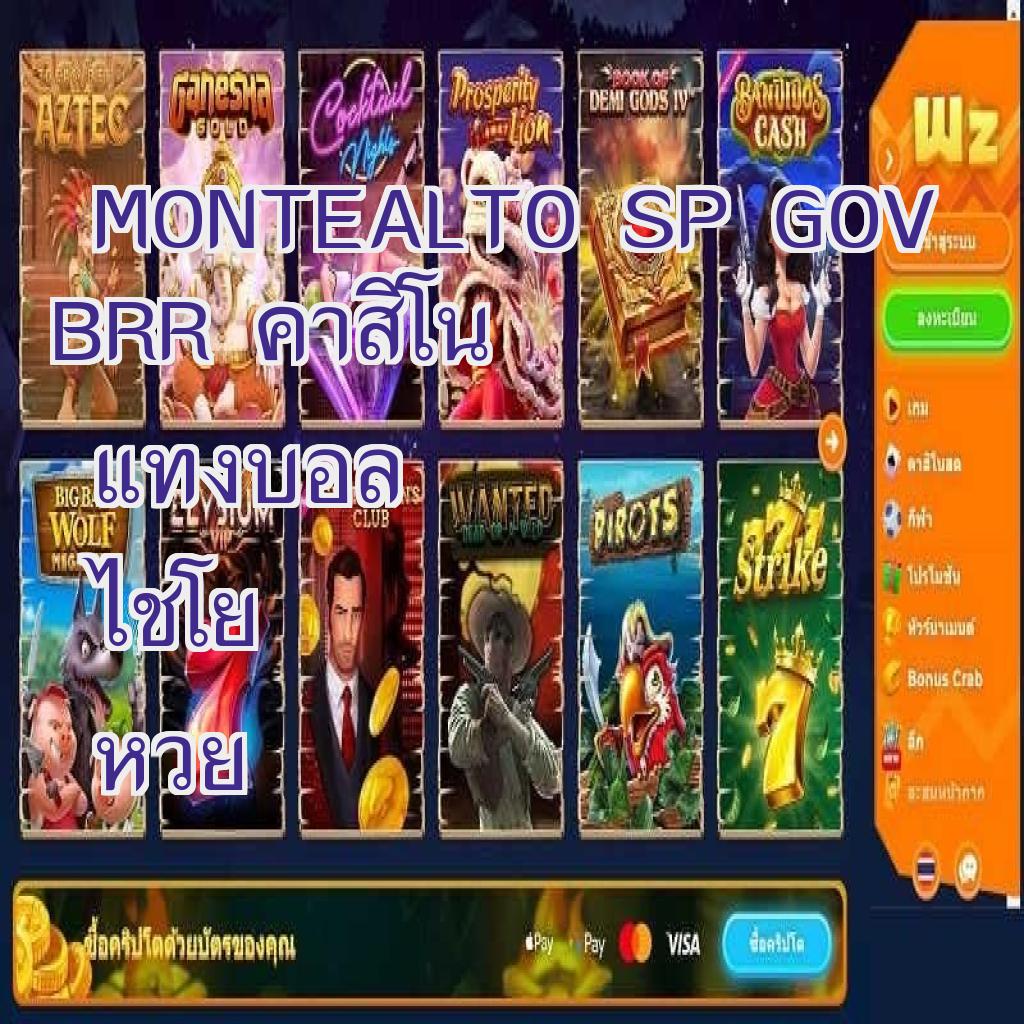 TREASURES OF
AZTEC
Ganesha
GOLD
Cocktail
Nights
Prosperity
Lion
BOOK OF
DEMI GODS IV
BANDIDOS
CASH
Wz
MONTEALTO SP GOV
BRR คาสิโน
แทงบอล
ไชโย
หวย
เข้าสู่ระบบ
ลงทะเบียน
เกม
คาสิโนสด
กีฬา
โปรโมชั่น
ทัวร์นาเมนต์
Bonus Crab
ลีก
สะสมหน้ากาก
BIG BAD
WOLF
ELYSIUM
VIP
CLUB
WANTED
DEAD OR A WILD
PIROTS
777
Strike
ซื้อคริปโตด้วยบัตรของคุณ
Pay
Pay
VISA
ซื้อคริปโต